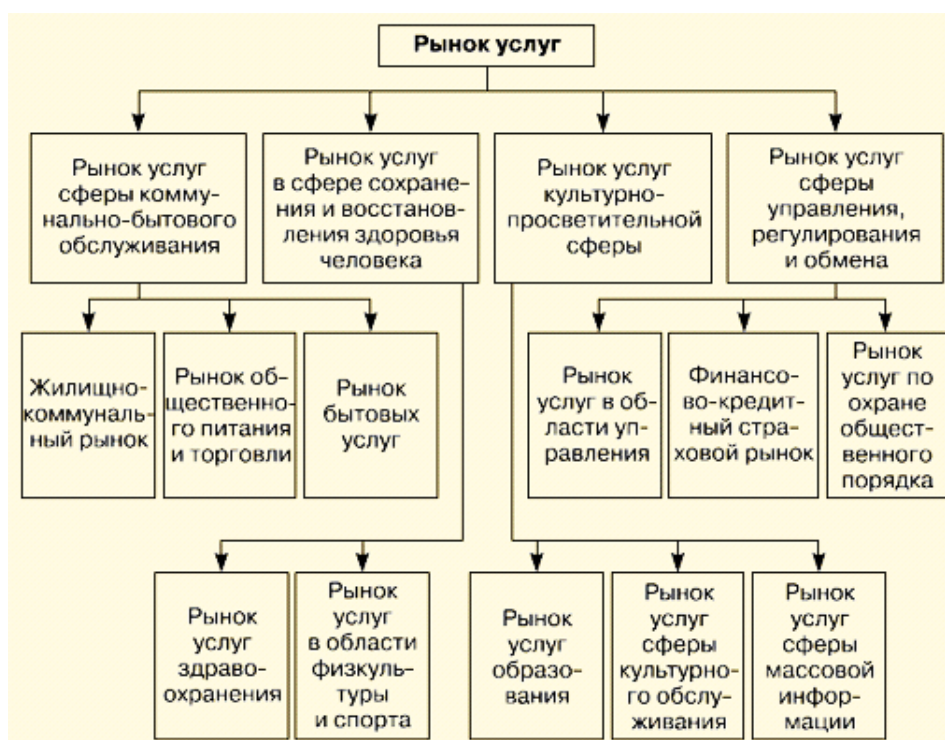 Рынок услуг
Рынок услуг
сферы комму-
нально-бытового
обслуживания
Рынок услуг
в сфере сохране-
ния и восстанов-
ления здоровья
человека
Рынок услуг
культурно-
просветительной
сферы
Рынок услуг
сферы
управления,
регулирования
и обмена
Жилищно-
коммуналь-
ный рынок
Рынок об-
щественно-
го питания
и торговли
Рынок
бытовых
услуг
Рынок
услуг в об-
ласти уп-
равления
Финансо-
во-кредит-
ный стра-
ховой рынок
Рынок
услуг по
охране
общест-
венного
порядка
Рынок
услуг
здраво-
охранения
Рынок
услуг
в области
физкуль-
туры
и спорта
Рынок
услуг
образо-
вания
Рынок
услуг
сферы
культурно-
го обслу-
живания
Рынок
услуг
сферы
массовой
инфор-
мации